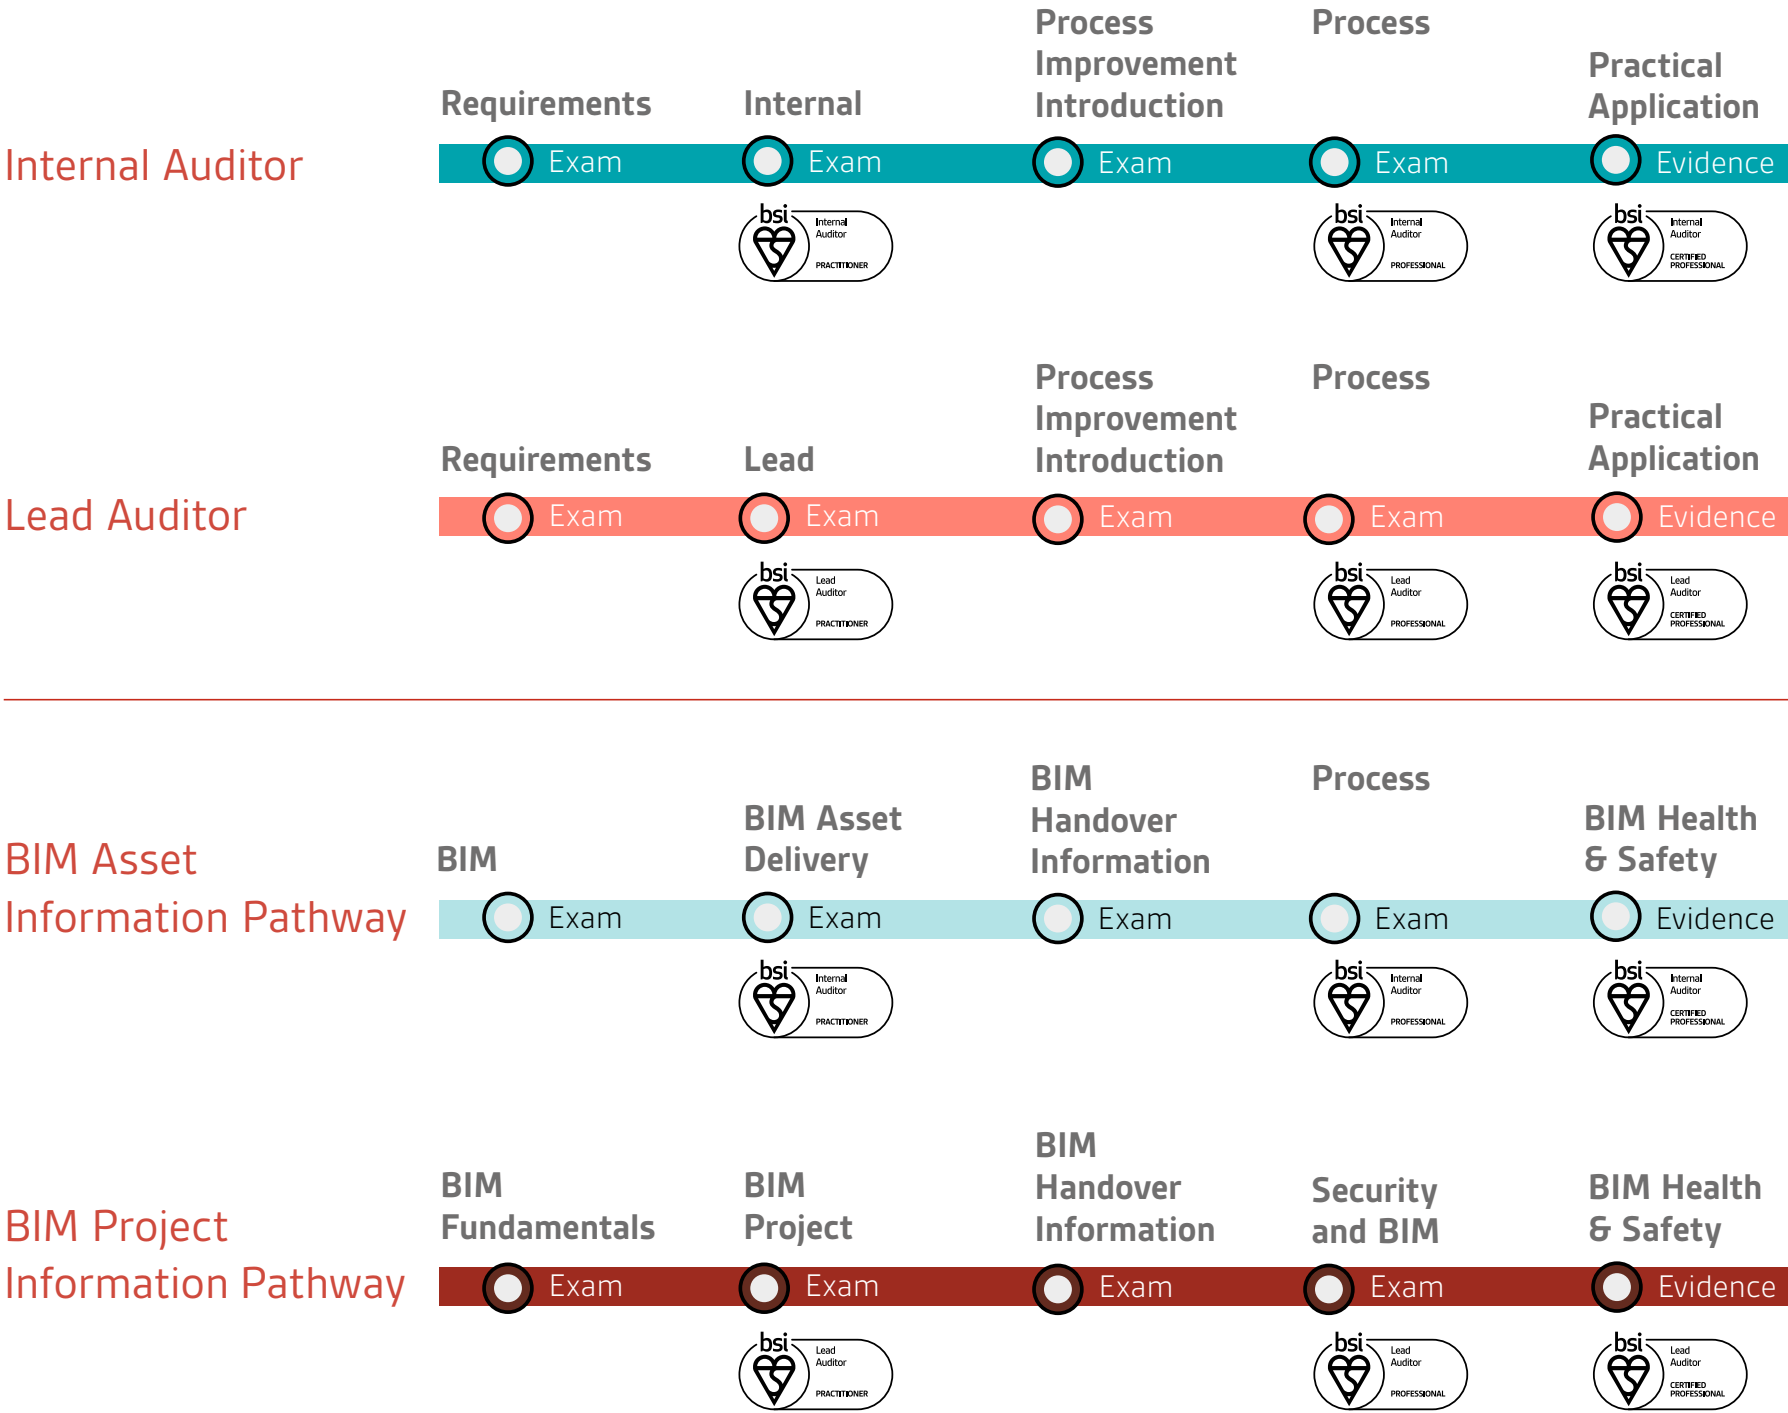 Internal Auditor
Requirements
Internal
Process
Improvement
Introduction
Process
Practical
Application
Exam
Exam
Exam
Exam
Evidence
bsi
Internal
Auditor
PRACTITIONER
bsi
Internal
Auditor
PROFESSIONAL
bsi
Internal
Auditor
CERTIFIED
PROFESSIONAL
Lead Auditor
Requirements
Lead
Process
Improvement
Introduction
Process
Practical
Application
Exam
Exam
Exam
Exam
Evidence
bsi
Lead
Auditor
PRACTITIONER
bsi
Lead
Auditor
PROFESSIONAL
bsi
Lead
Auditor
CERTIFIED
PROFESSIONAL
BIM Asset
Information Pathway
BIM
BIM Asset
Delivery
BIM
Handover
Information
Process
BIM Health
& Safety
Exam
Exam
Exam
Exam
Evidence
bsi
Internal
Auditor
PRACTITIONER
bsi
Internal
Auditor
PROFESSIONAL
bsi
Internal
Auditor
CERTIFIED
PROFESSIONAL
BIM Project
Information Pathway
BIM
Fundamentals
BIM
Project
BIM
Handover
Information
Security
and BIM
BIM Health
& Safety
Exam
Exam
Exam
Exam
Evidence
bsi
Lead
Auditor
PRACTITIONER
bsi
Lead
Auditor
PROFESSIONAL
bsi
Lead
Auditor
CERTIFIED
PROFESSIONAL